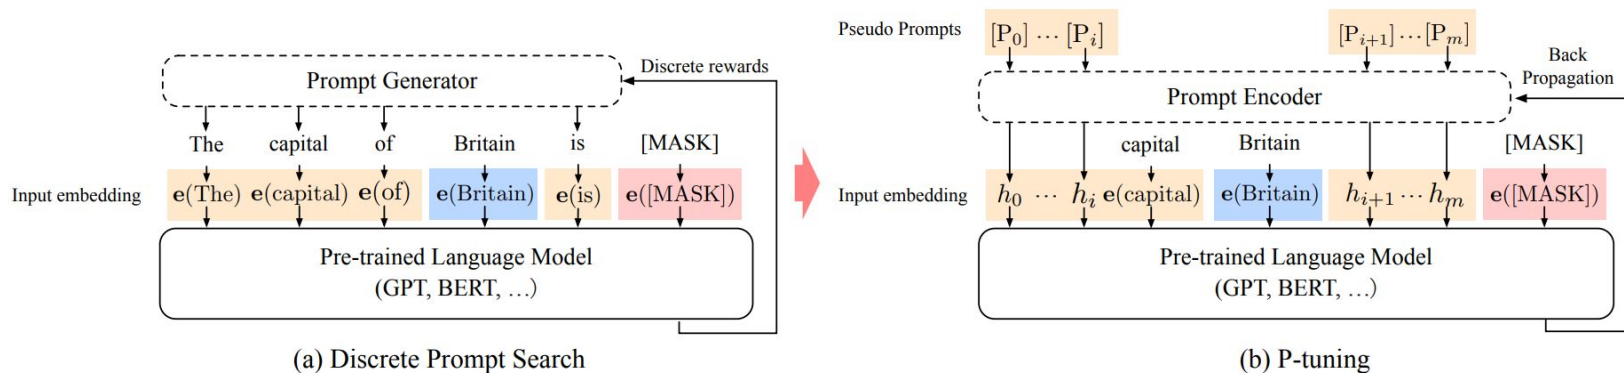 Prompt Generator
Discrete rewards
The capital of Britain is [MASK]
Input embedding e(The) e(capital) e(of) e(Britain) e(is) e([MASK])
Pre-trained Language Model
(GPT, BERT, …)
(a) Discrete Prompt Search
Pseudo Prompts [P₀] ⋯ [Pᵢ] [Pᵢ₊₁] ⋯ [Pₘ]
Back
Propagation
Prompt Encoder
capital Britain [MASK]
Input embedding h₀ ⋯ hᵢ e(capital) e(Britain) hᵢ₊₁ ⋯ hₘ e([MASK])
Pre-trained Language Model
(GPT, BERT, …)
(b) P-tuning